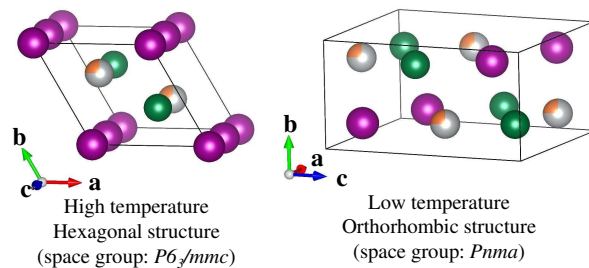 b
c
a
High temperature
Hexagonal structure
(space group: P6₃/mmc)
b
a
c
Low temperature
Orthorhombic structure
(space group: Pnma)